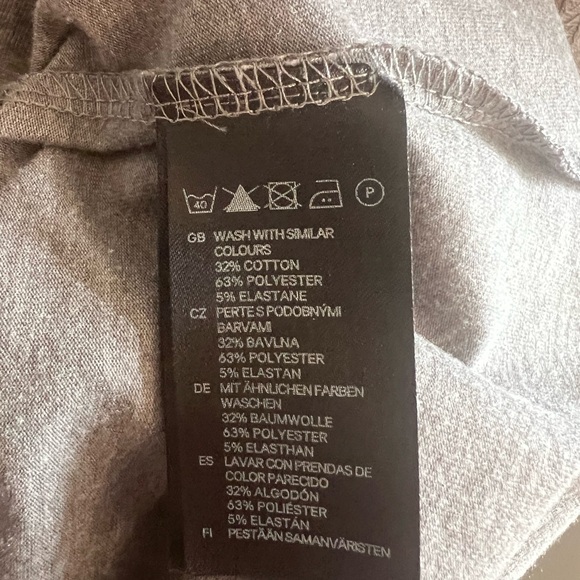 40 P
GB WASH WITH SIMILAR
COLOURS
32% COTTON
63% POLYESTER
5% ELASTANE
CZ PERTE S PODOBNÝMI
BARVAMI
32% BAVLNA
63% POLYESTER
5% ELASTAN
DE MIT ÄHNLICHEN FARBEN
WASCHEN
32% BAUMWOLLE
63% POLYESTER
5% ELASTHAN
ES LAVAR CON PRENDAS DE
COLOR PARECIDO
32% ALGODÓN
63% POLIÉSTER
5% ELASTÁN
FI PESTÄÄN SAMANVÄRISTEN